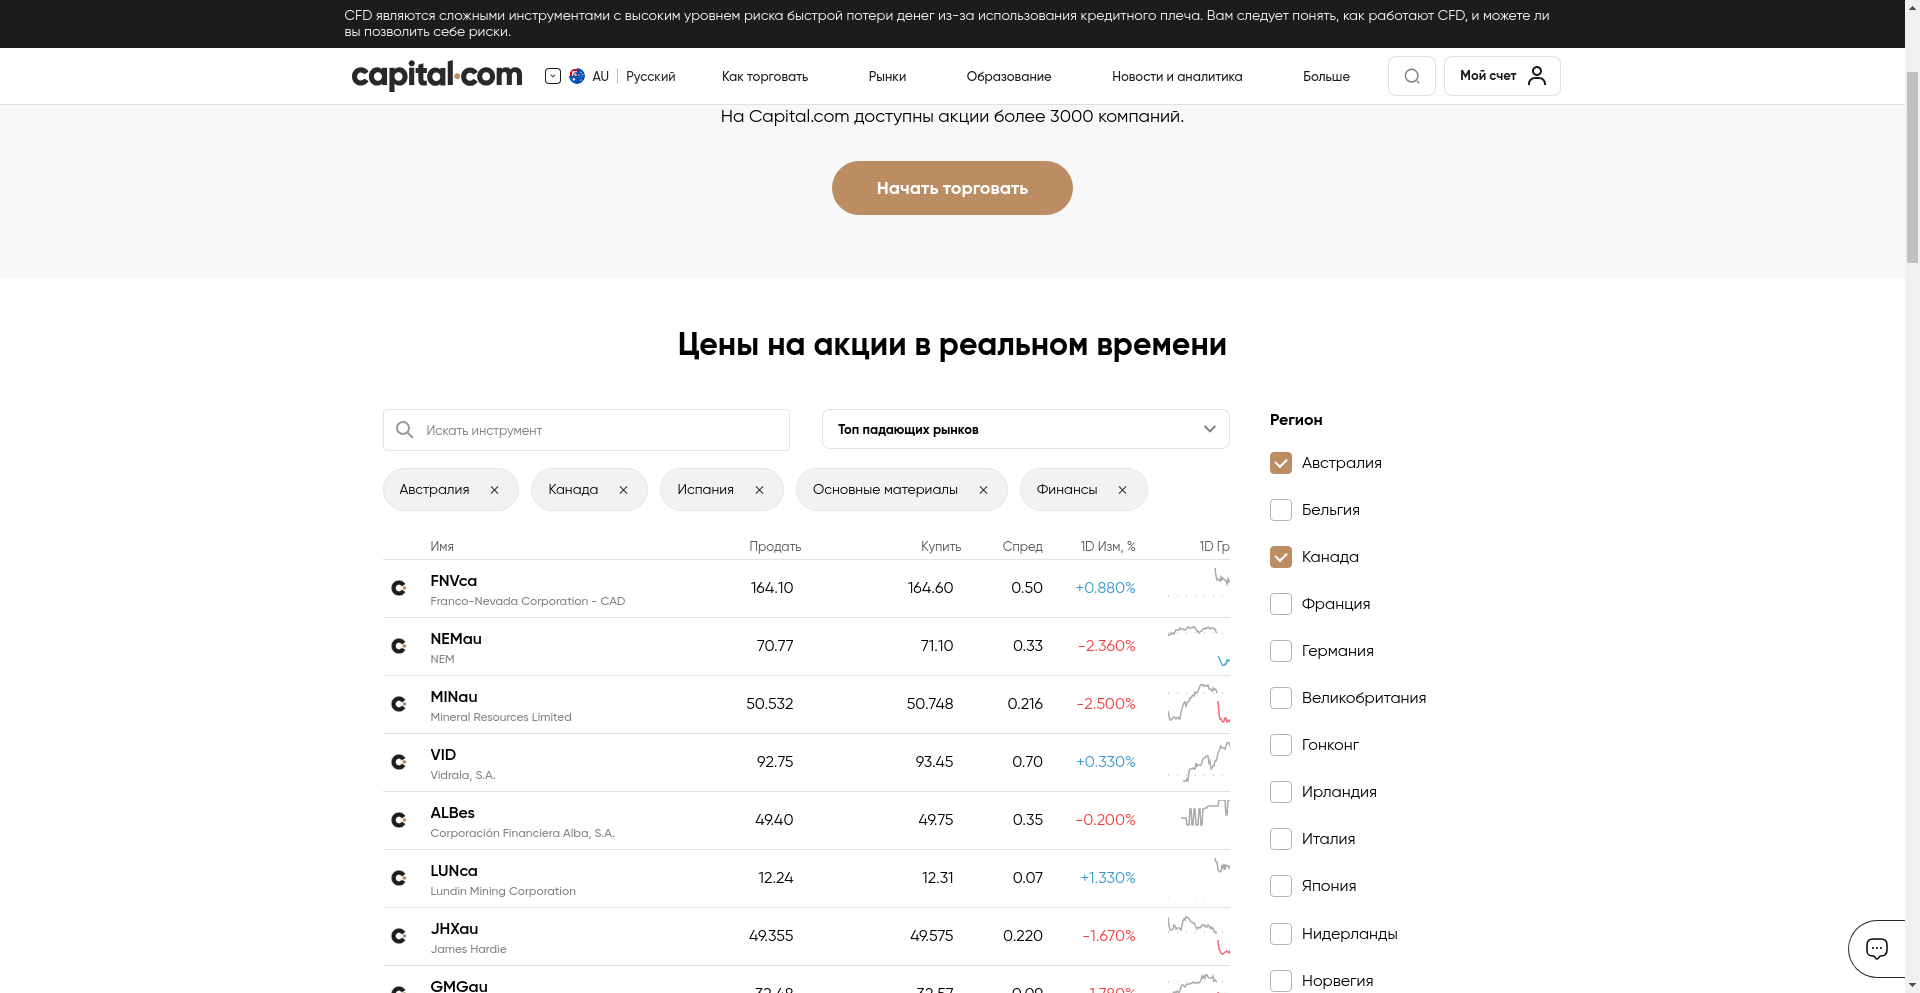 CFD являются сложными инструментами с высоким уровнем риска быстрой потери денег из-за использования кредитного плеча. Вам следует понять, как работают CFD, и можете ли
вы позволить себе риски.
capital.com AU Русский Как торговать Рынки Образование Новости и аналитика Больше Мой счет
На Capital.com доступны акции более 3000 компаний.
Начать торговать
Цены на акции в реальном времени
Искать инструмент
Топ падающих рынков
Австралия Канада Испания Основные материалы Финансы
Имя Продать Купить Спред 1D Изм, % 1D Гр
FNVca 164.10 164.60 0.50 +0.880%
Franco-Nevada Corporation - CAD
NEMau 70.77 71.10 0.33 -2.360%
NEM
MINau 50.532 50.748 0.216 -2.500%
Mineral Resources Limited
VID 92.75 93.45 0.70 +0.330%
Vidrala, S.A.
ALBes 49.40 49.75 0.35 -0.200%
Corporación Financiera Alba, S.A.
LUNca 12.24 12.31 0.07 +1.330%
Lundin Mining Corporation
JHXau 49.355 49.575 0.220 -1.670%
James Hardie
GMGau 32.48 32.57 0.09 -1.780%
Регион
Австралия
Бельгия
Канада
Франция
Германия
Великобритания
Гонконг
Ирландия
Италия
Япония
Нидерланды
Норвегия